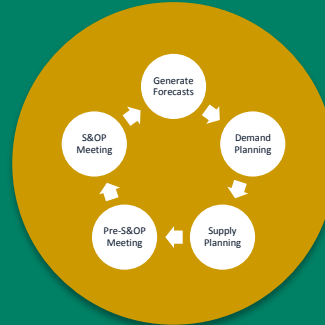 Generate
Forecasts
Demand
Planning
Supply
Planning
Pre-S&OP
Meeting
S&OP
Meeting